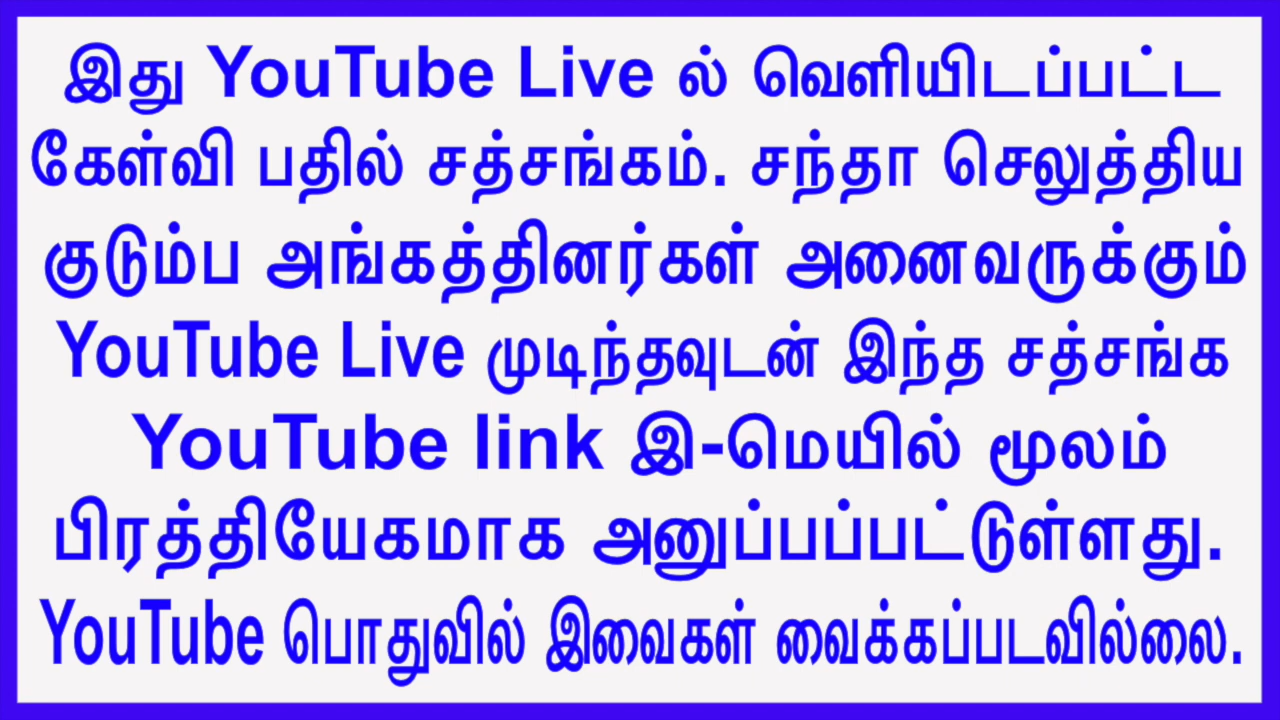 இது YouTube Live ல் வெளியிடப்பட்ட
கேள்வி பதில் சத்சங்கம். சந்தா செலுத்திய
குடும்ப அங்கத்தினர்கள் அனைவருக்கும்
YouTube Live முடிந்தவுடன் இந்த சத்சங்க
YouTube link இ-மெயில் மூலம்
பிரத்தியேகமாக அனுப்பப்பட்டுள்ளது.
YouTube பொதுவில் இவைகள் வைக்கப்படவில்லை.